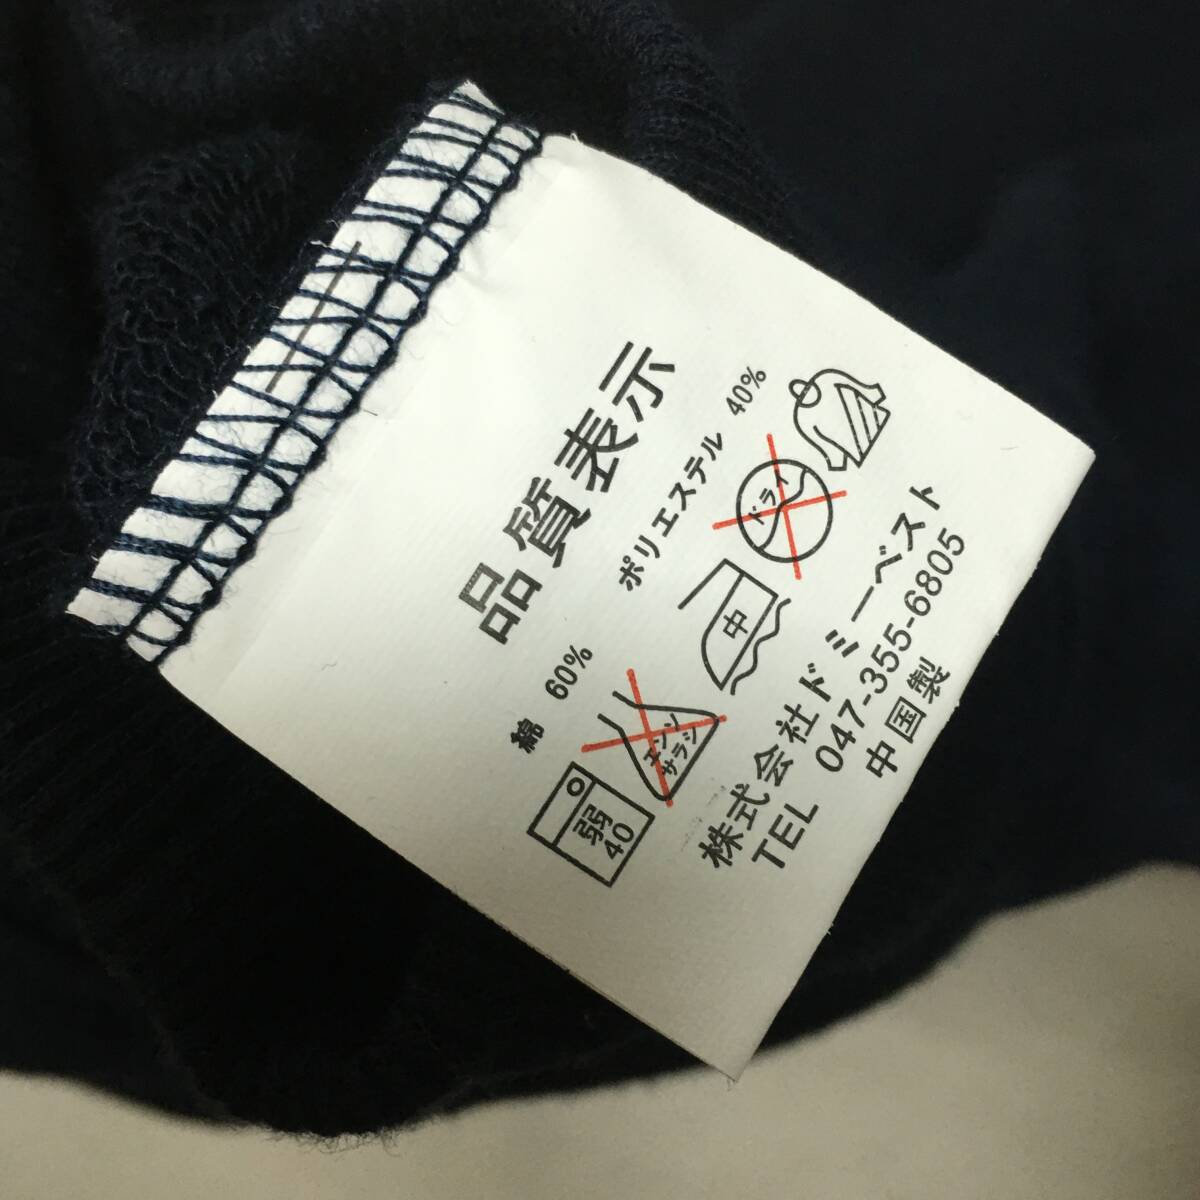 品質表示
綿 60% ポリエステル 40%
弱
40
エンソ
サラシ
中
ドライ
株式会社ドミーベスト
TEL 047-355-6805
中国製